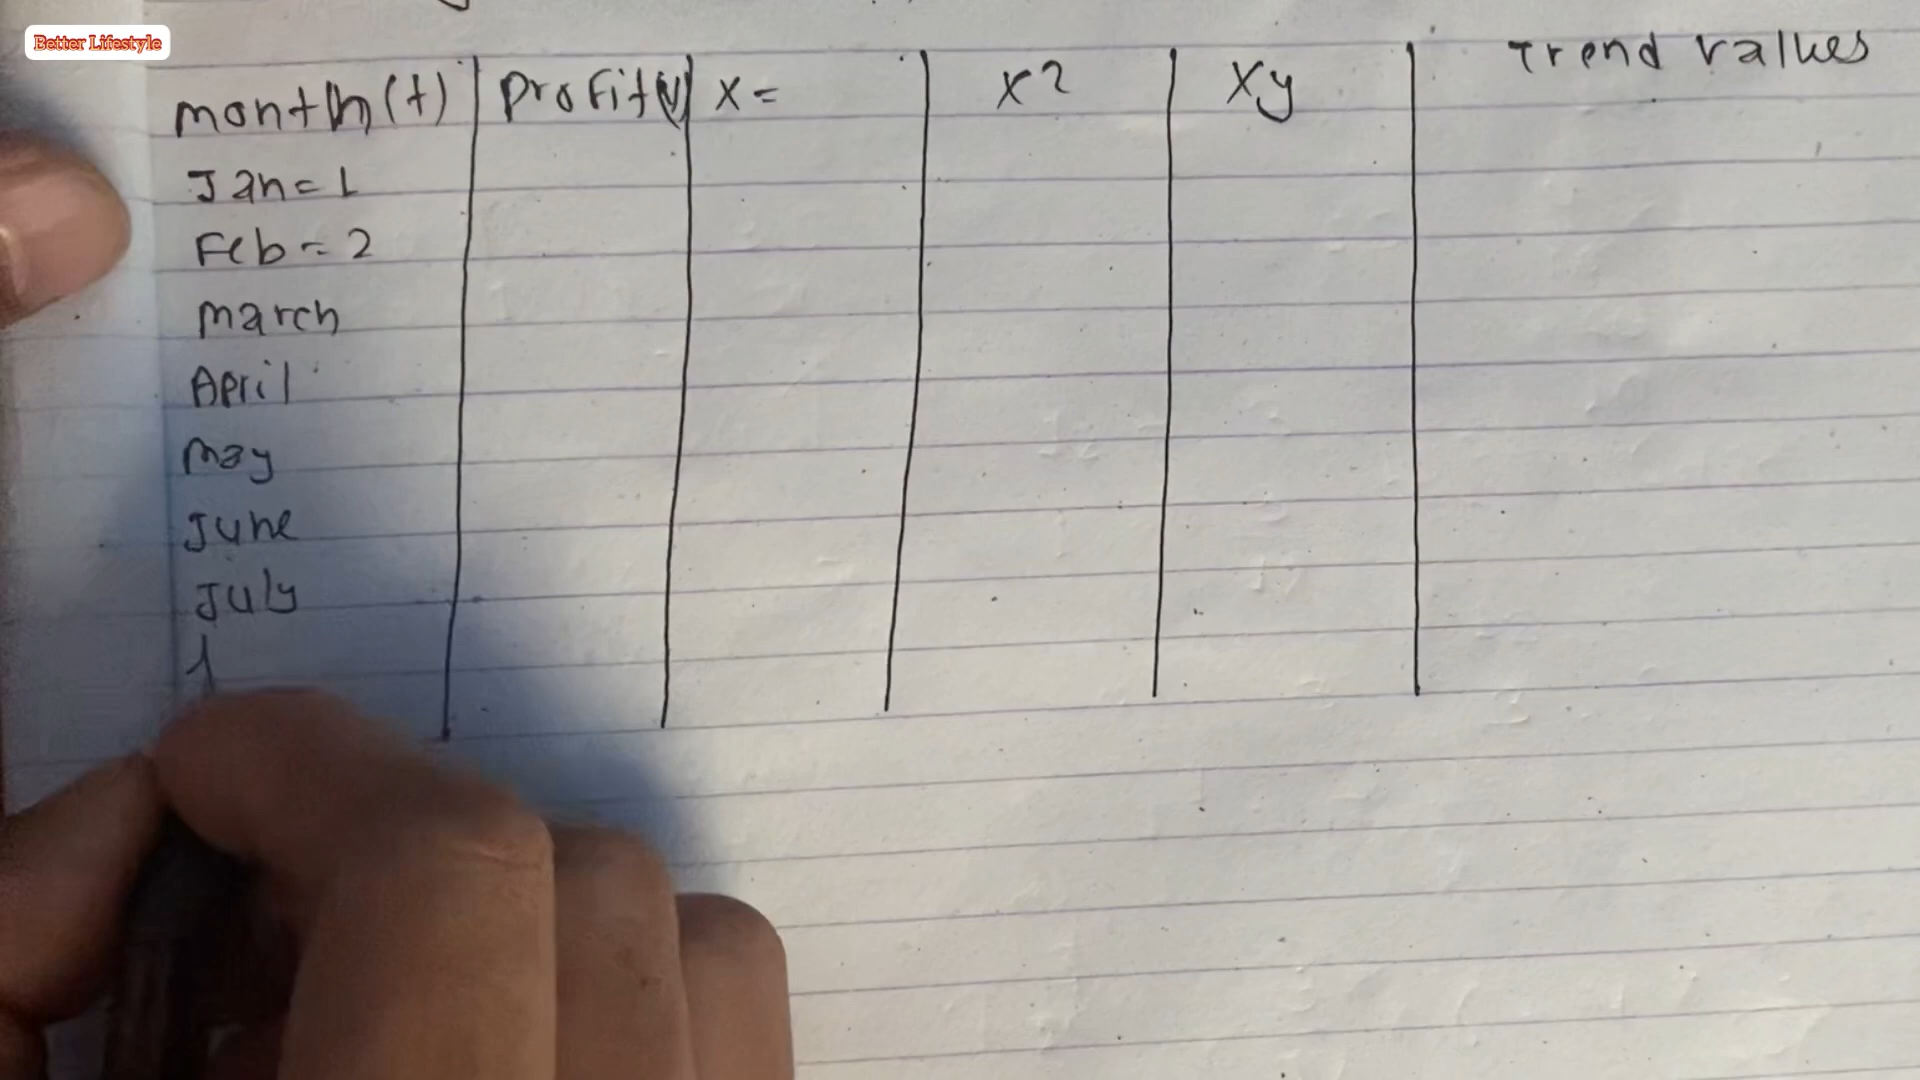 Better Lifestyle
month(t) Profit(y) X = X2 Xy Trend values
Jan = 1
Feb = 2
march
April
may
June
July